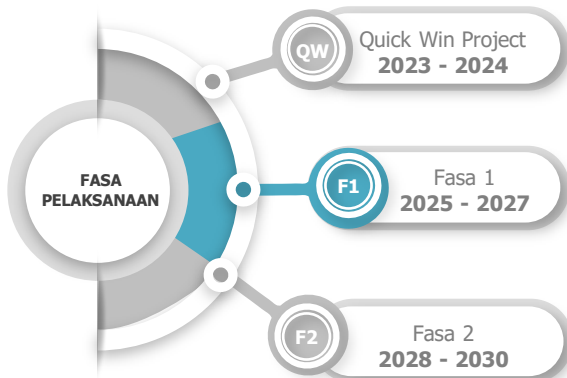 FASA
PELAKSANAAN
QW
Quick Win Project
2023 - 2024
F1
Fasa 1
2025 - 2027
F2
Fasa 2
2028 - 2030